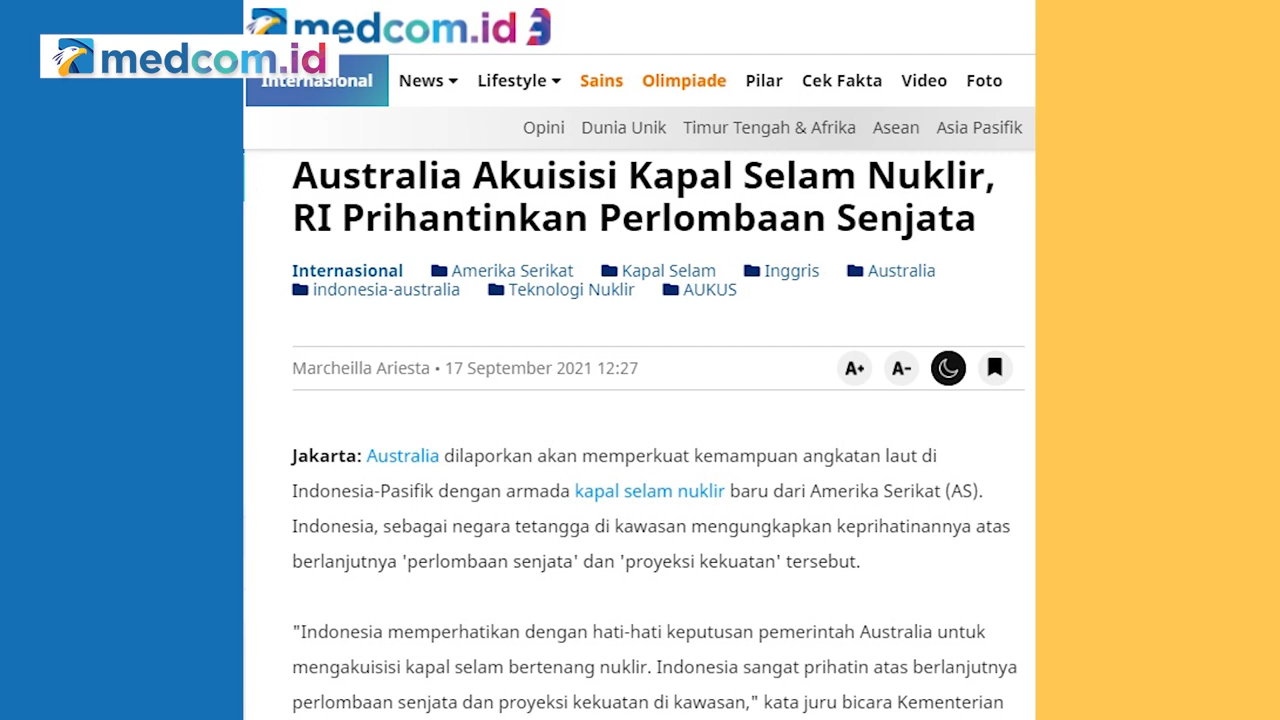 medcom.id
medcom.id
Internasional News Lifestyle Sains Olimpiade Pilar Cek Fakta Video Foto
Opini Dunia Unik Timur Tengah & Afrika Asean Asia Pasifik
Australia Akuisisi Kapal Selam Nuklir,
RI Prihantinkan Perlombaan Senjata
Internasional Amerika Serikat Kapal Selam Inggris Australia
indonesia-australia Teknologi Nuklir AUKUS
Marcheilla Ariesta • 17 September 2021 12:27 A+ A-
Jakarta: Australia dilaporkan akan memperkuat kemampuan angkatan laut di
Indonesia-Pasifik dengan armada kapal selam nuklir baru dari Amerika Serikat (AS).
Indonesia, sebagai negara tetangga di kawasan mengungkapkan keprihatinannya atas
berlanjutnya 'perlombaan senjata' dan 'proyeksi kekuatan' tersebut.
"Indonesia memperhatikan dengan hati-hati keputusan pemerintah Australia untuk
mengakuisisi kapal selam bertenang nuklir. Indonesia sangat prihatin atas berlanjutnya
perlombaan senjata dan proyeksi kekuatan di kawasan," kata juru bicara Kementerian